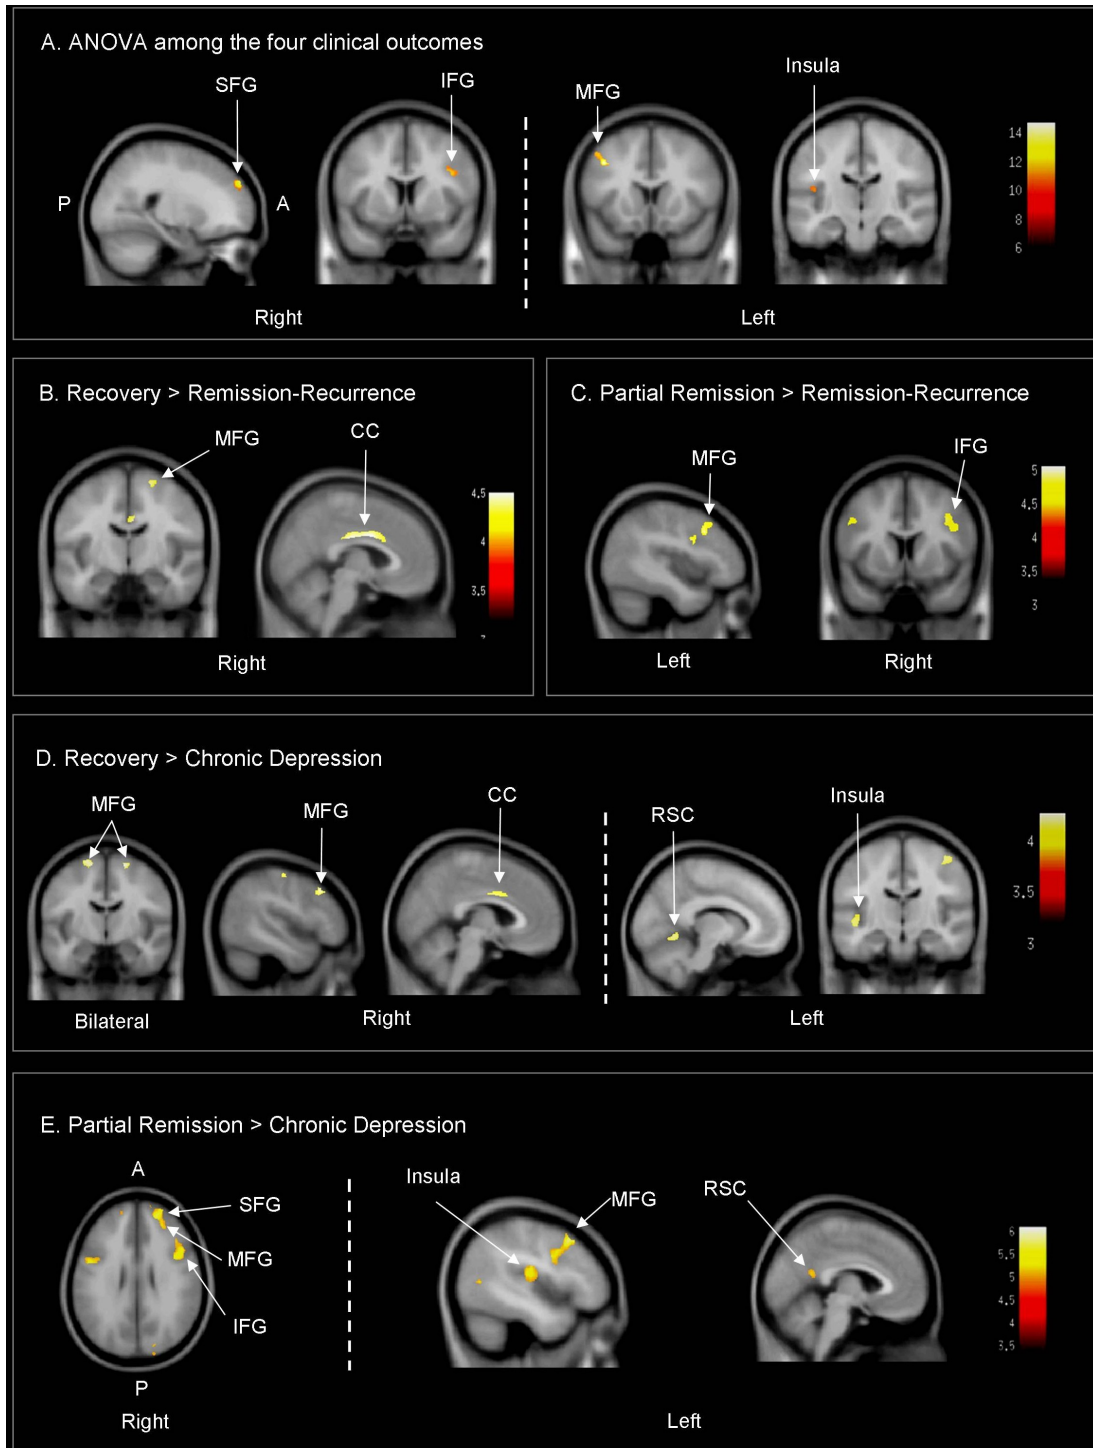 A. ANOVA among the four clinical outcomes
SFG
IFG
MFG
Insula
P
A
14
12
10
8
6
Right
Left
B. Recovery > Remission-Recurrence
MFG
CC
4.5
4
3.5
Right
C. Partial Remission > Remission-Recurrence
MFG
IFG
5
4.5
4
3.5
3
Left
Right
D. Recovery > Chronic Depression
MFG
MFG
CC
RSC
Insula
4
3.5
3
Bilateral
Right
Left
E. Partial Remission > Chronic Depression
A
SFG
MFG
IFG
P
Insula
MFG
RSC
6
5.5
5
4.5
4
3.5
Right
Left